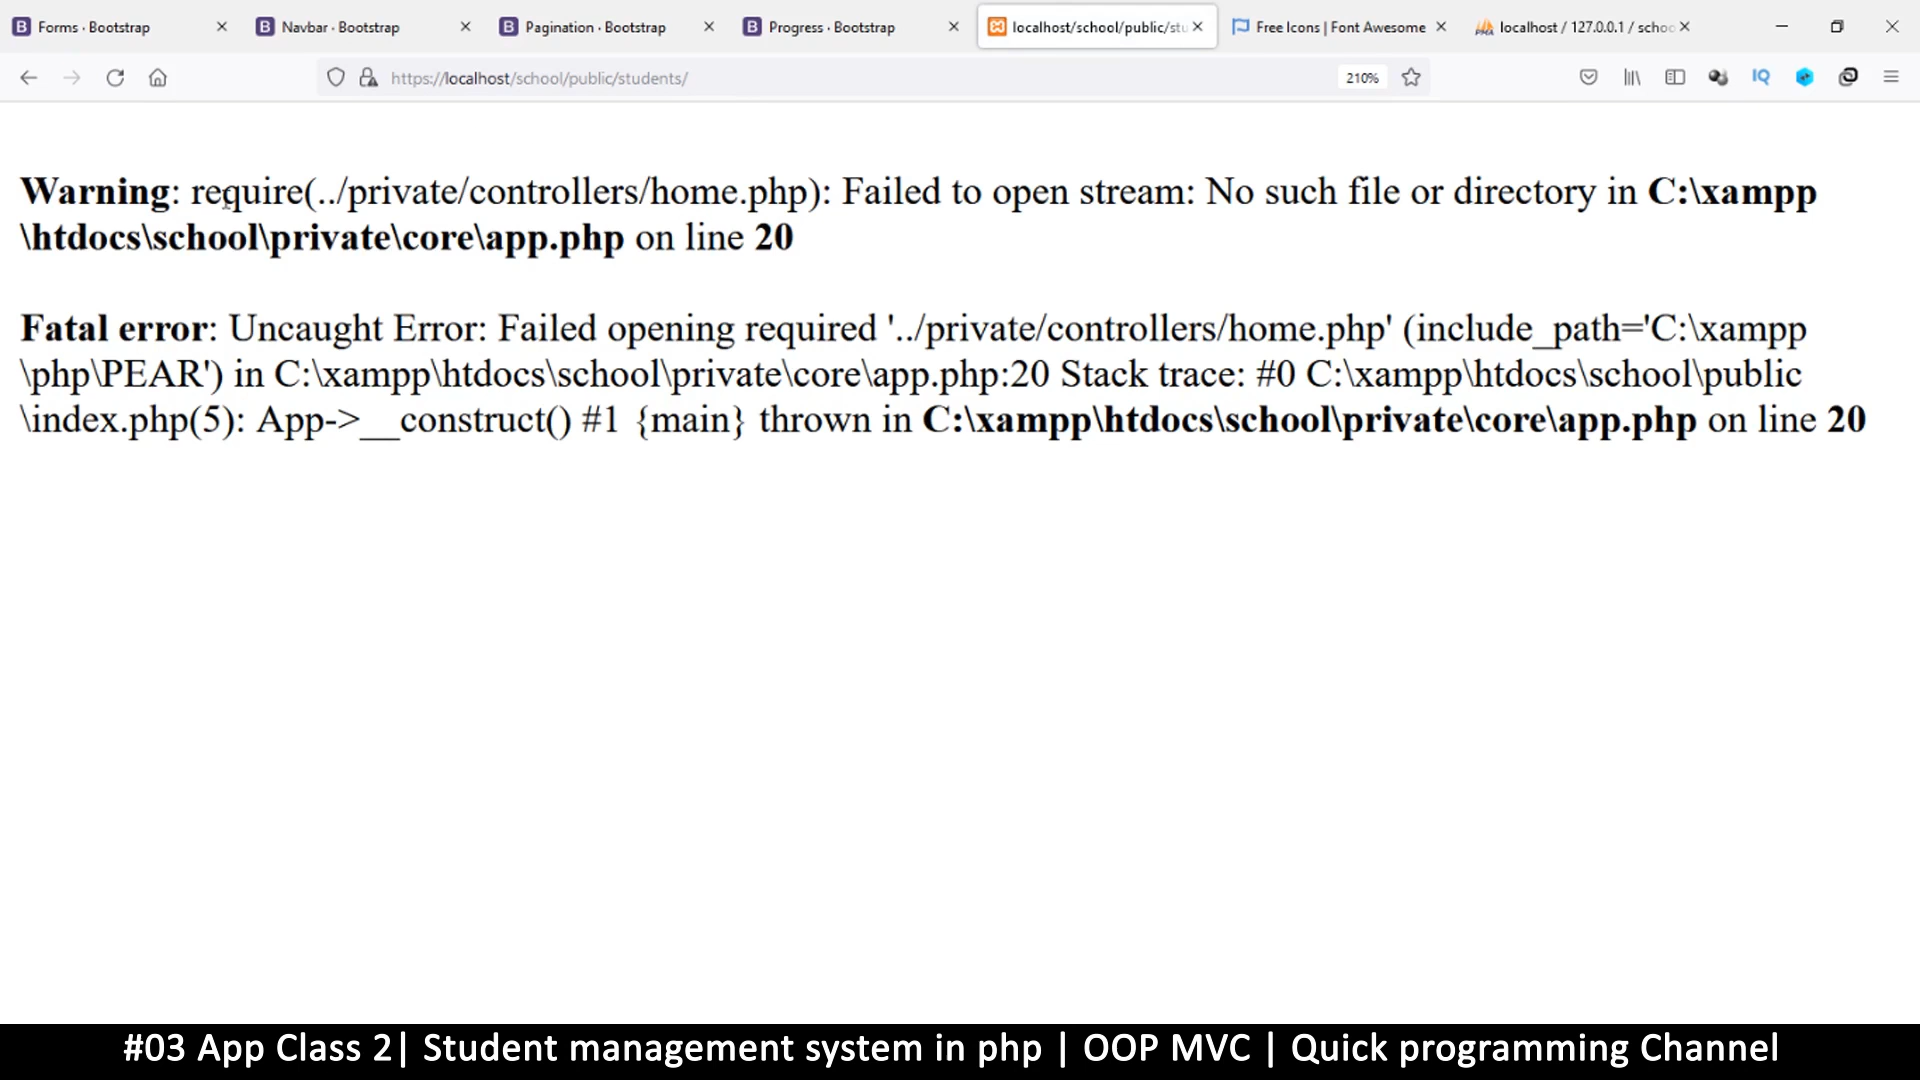 Forms · Bootstrap
Navbar · Bootstrap
Pagination · Bootstrap
Progress · Bootstrap
localhost/school/public/stu
Free Icons | Font Awesome
localhost / 127.0.0.1 / schoo
https://localhost/school/public/students/
210%
IQ
Warning: require(../private/controllers/home.php): Failed to open stream: No such file or directory in C:\xampp
\htdocs\school\private\core\app.php on line 20
Fatal error: Uncaught Error: Failed opening required '../private/controllers/home.php' (include_path='C:\xampp
\php\PEAR') in C:\xampp\htdocs\school\private\core\app.php:20 Stack trace: #0 C:\xampp\htdocs\school\public
\index.php(5): App->__construct() #1 {main} thrown in C:\xampp\htdocs\school\private\core\app.php on line 20
#03 App Class 2| Student management system in php | OOP MVC | Quick programming Channel